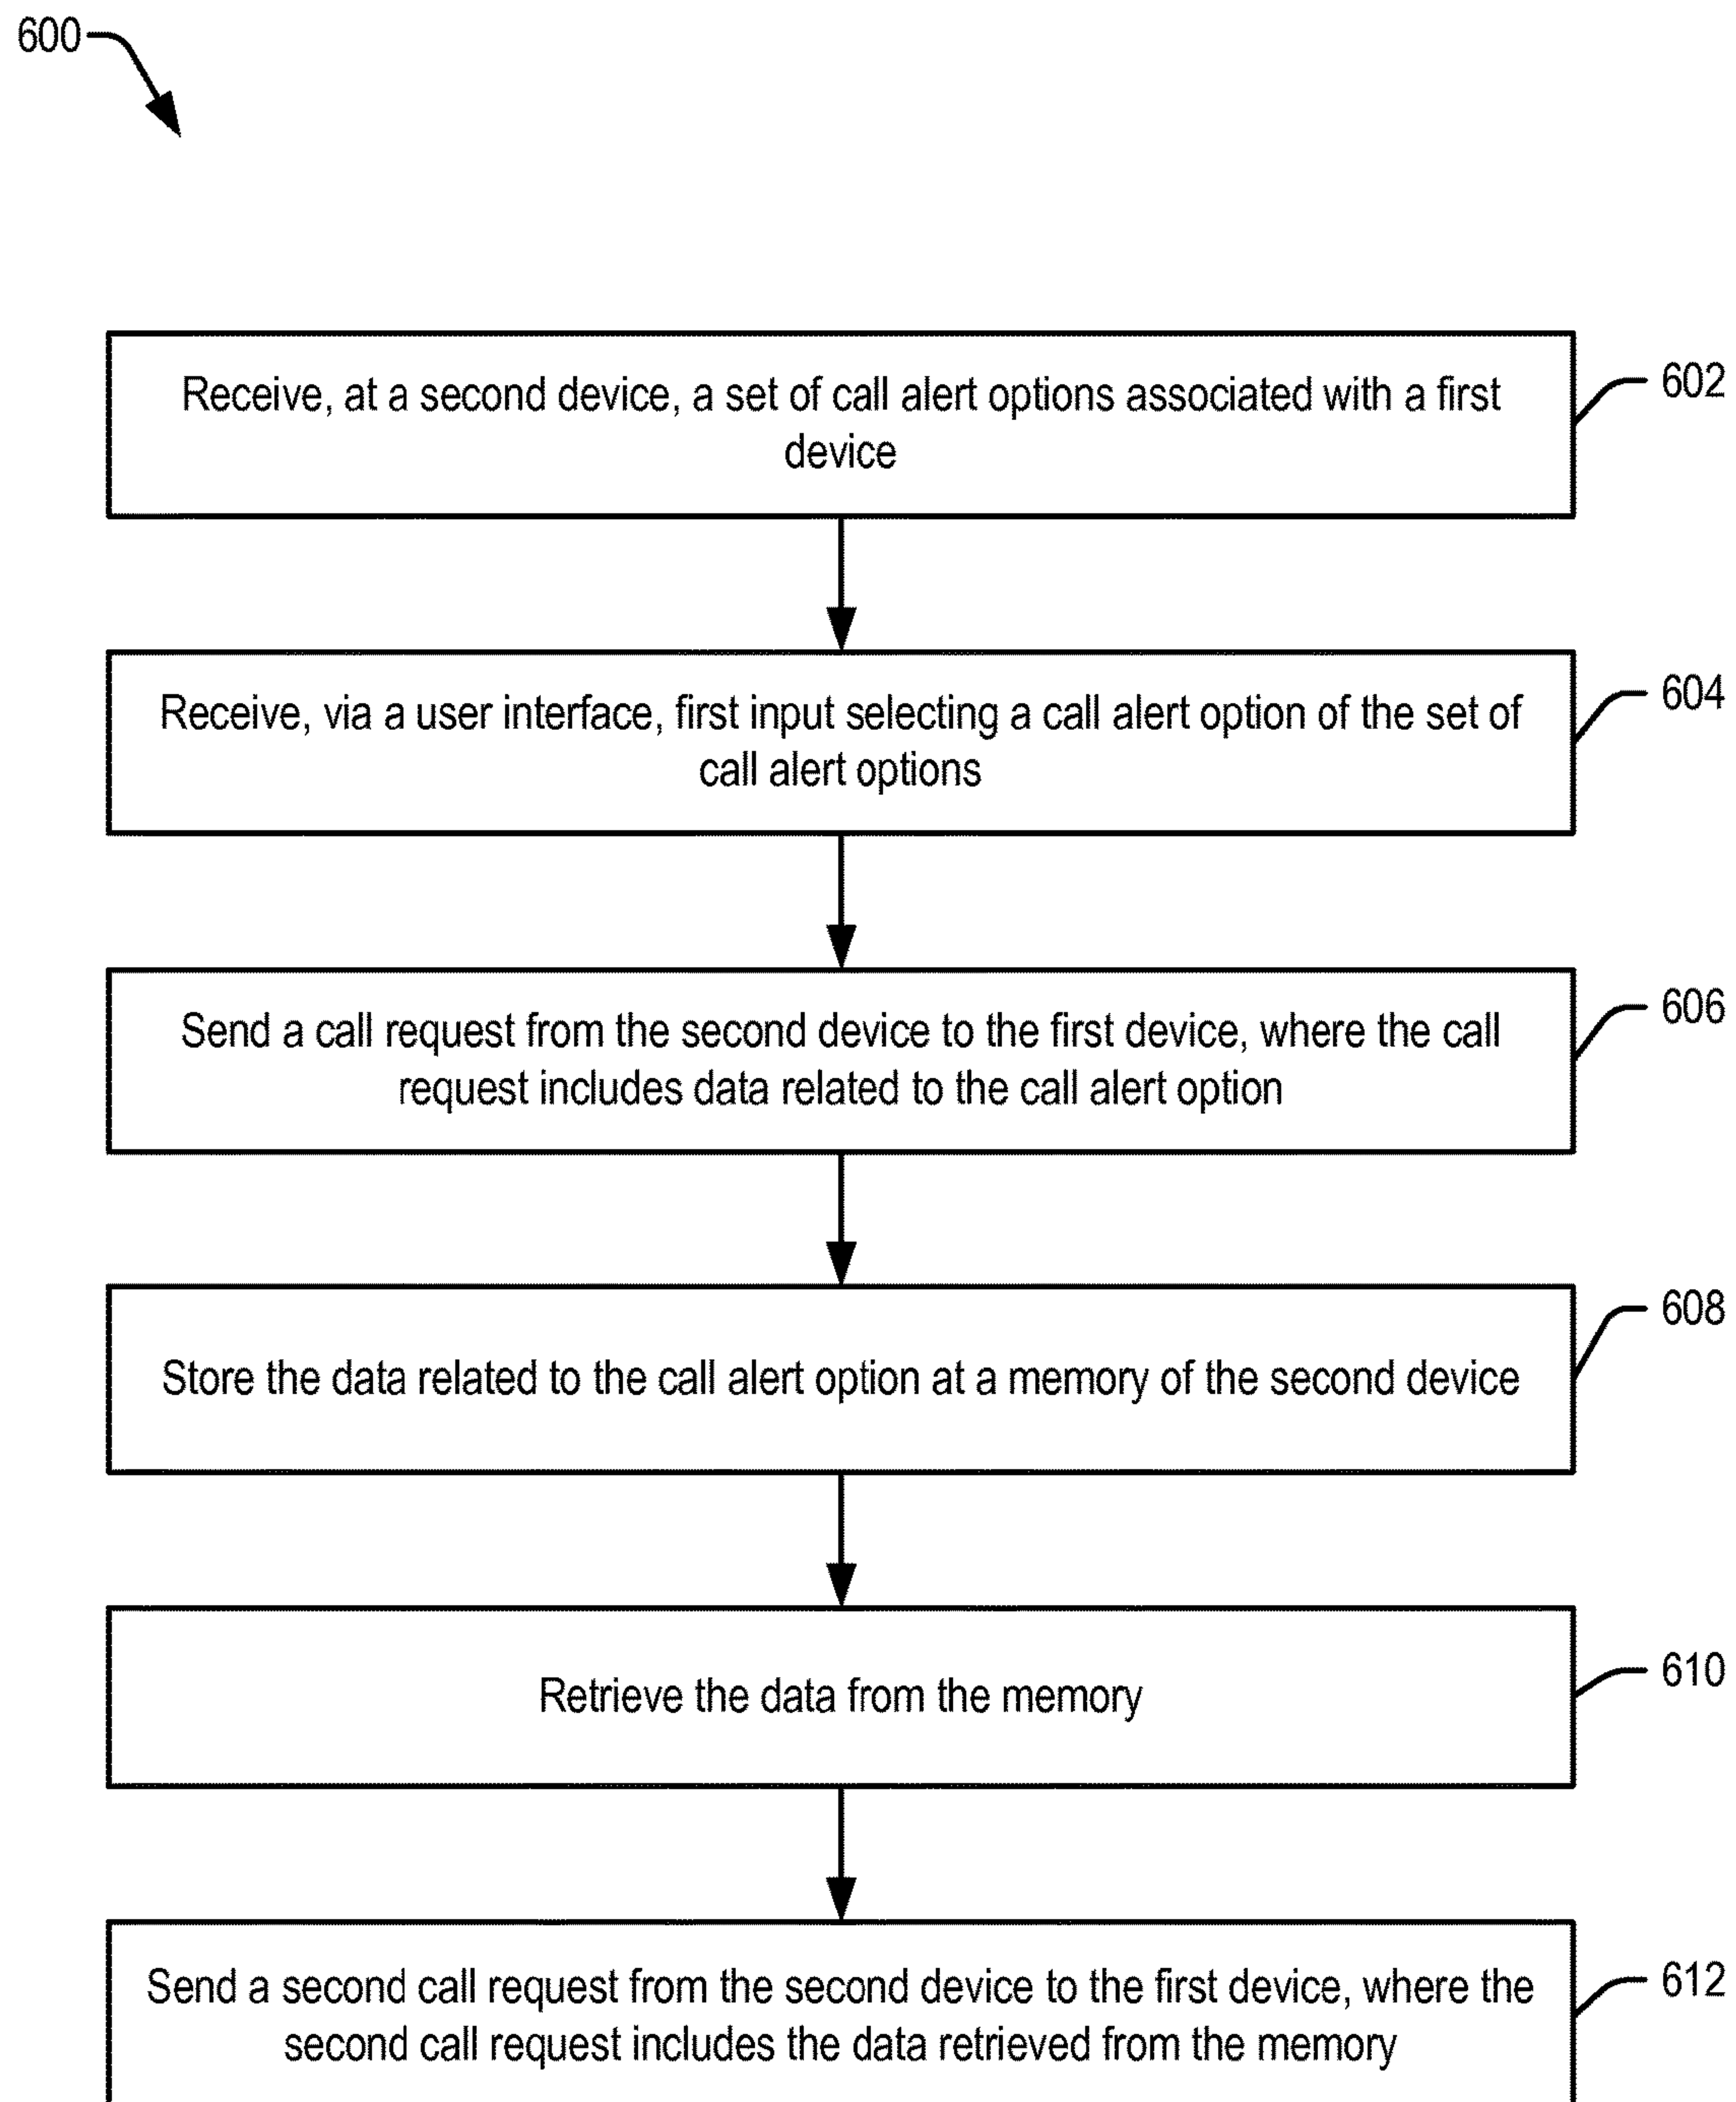 600
Receive, at a second device, a set of call alert options associated with a first
device
602
Receive, via a user interface, first input selecting a call alert option of the set of
call alert options
604
Send a call request from the second device to the first device, where the call
request includes data related to the call alert option
606
Store the data related to the call alert option at a memory of the second device
608
Retrieve the data from the memory
610
Send a second call request from the second device to the first device, where the
second call request includes the data retrieved from the memory
612